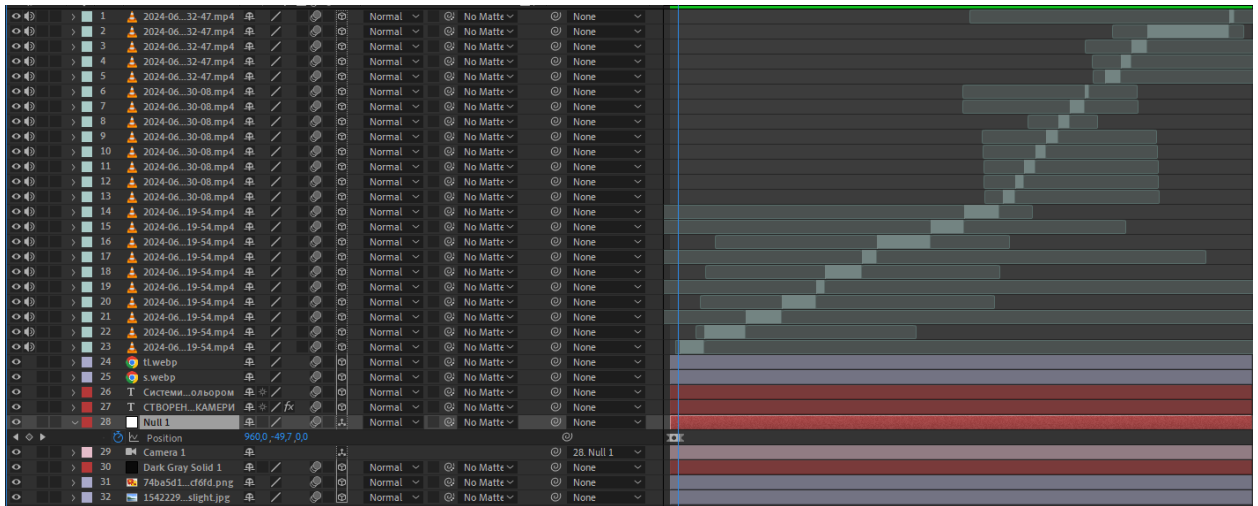 1 2024-06...32-47.mp4 Normal No Matte None
2 2024-06...32-47.mp4 Normal No Matte None
3 2024-06...32-47.mp4 Normal No Matte None
4 2024-06...32-47.mp4 Normal No Matte None
5 2024-06...32-47.mp4 Normal No Matte None
6 2024-06...30-08.mp4 Normal No Matte None
7 2024-06...30-08.mp4 Normal No Matte None
8 2024-06...30-08.mp4 Normal No Matte None
9 2024-06...30-08.mp4 Normal No Matte None
10 2024-06...30-08.mp4 Normal No Matte None
11 2024-06...30-08.mp4 Normal No Matte None
12 2024-06...30-08.mp4 Normal No Matte None
13 2024-06...30-08.mp4 Normal No Matte None
14 2024-06...19-54.mp4 Normal No Matte None
15 2024-06...19-54.mp4 Normal No Matte None
16 2024-06...19-54.mp4 Normal No Matte None
17 2024-06...19-54.mp4 Normal No Matte None
18 2024-06...19-54.mp4 Normal No Matte None
19 2024-06...19-54.mp4 Normal No Matte None
20 2024-06...19-54.mp4 Normal No Matte None
21 2024-06...19-54.mp4 Normal No Matte None
22 2024-06...19-54.mp4 Normal No Matte None
23 2024-06...19-54.mp4 Normal No Matte None
24 tl.webp Normal No Matte None
25 s.webp Normal No Matte None
26 T Системи...ольором Normal No Matte None
27 T СТВОРЕН...КАМЕРИ fx Normal No Matte None
28 Null 1 Normal No Matte None
Position 960,0,-49,7,0,0
29 Camera 1 28. Null 1
30 Dark Gray Solid 1 Normal No Matte None
31 74ba5d1...cf6fd.png Normal No Matte None
32 1542229...slight.jpg Normal No Matte None